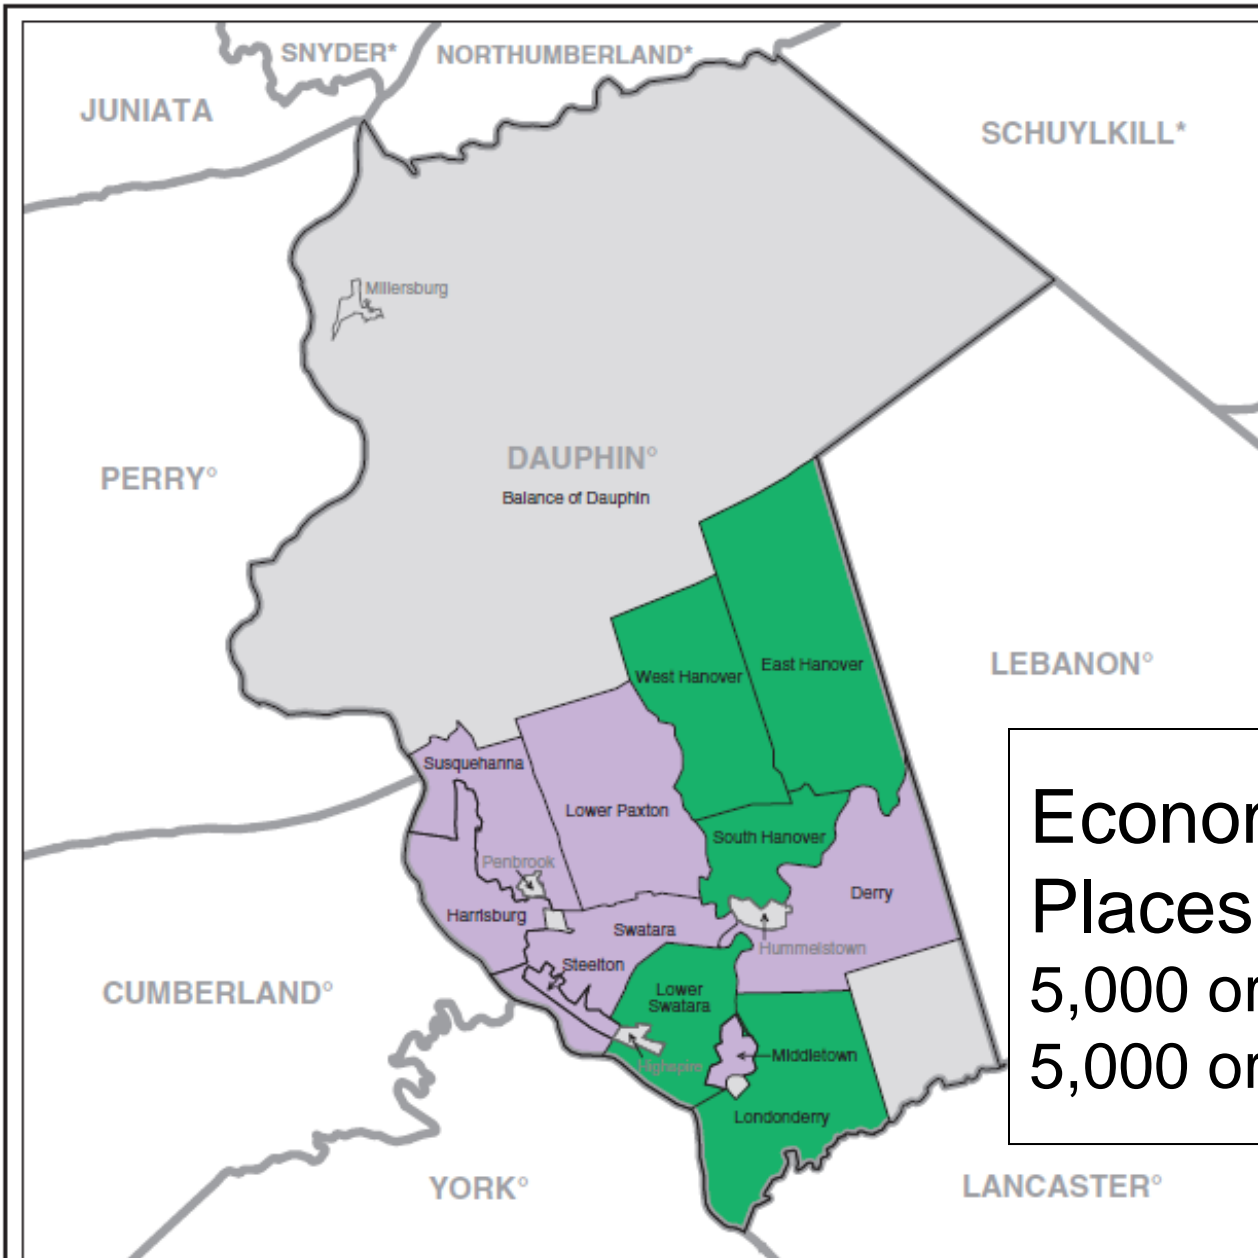 SNYDER*
NORTHUMBERLAND*
JUNIATA
SCHUYLKILL*
Millersburg
DAUPHIN°
PERRY°
Balance of Dauphin
East Hanover
LEBANON°
West Hanover
Susquehanna
Lower Paxton
Econor
South Hanover
Penbrook
Derry
Places
Harrisburg
Swatara
Hummelstown
Steelton
CUMBERLAND°
Lower
Swatara
5,000 or
Middletown
Highspire
5,000 or
Londonderry
YORK°
LANCASTER°